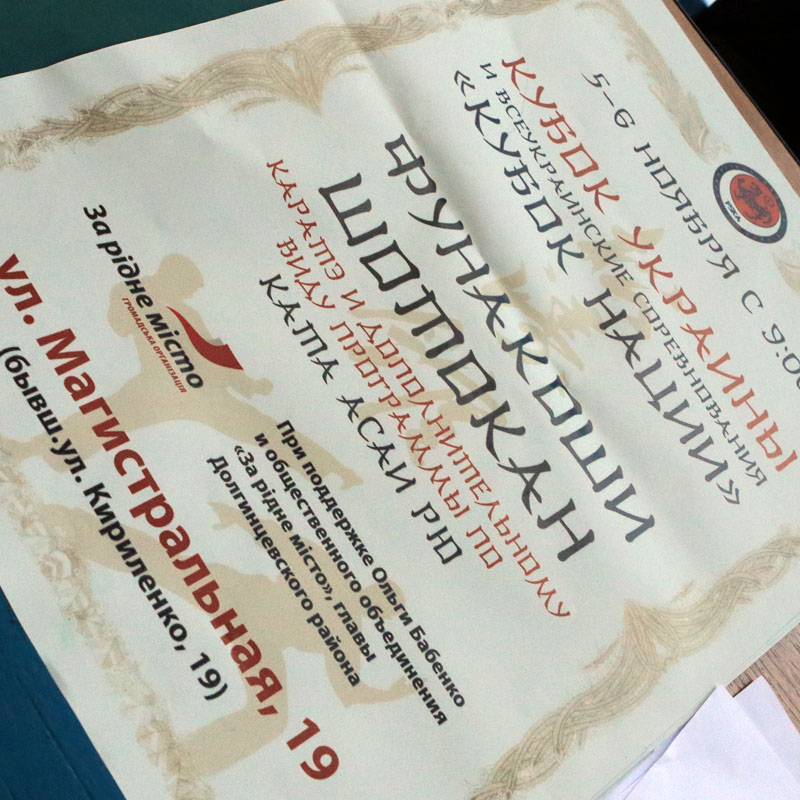 5-6 НОЯБРЯ С 9:00
КУБОК УКРАИНЫ
И ВСЕУКРАИНСКИЕ СОРЕВНОВАНИЯ
«КУБОК НАЦИИ»
ФУНАКОШИ
ШОТОКАН
КАРАТЭ И ДОПОЛНИТЕЛЬНОМУ
ВИДУ ПРОГРАММЫ ПО
КАТА АСАИ РЮ
За рідне місто
ГРОМАДСЬКА ОРГАНІЗАЦІЯ
При поддержке Ольги Бабенко
и общественного объединения
«За рідне місто», главы
Долгинцевского района
ул. Магистральная, 19
(бывш.ул. Кириленко, 19)